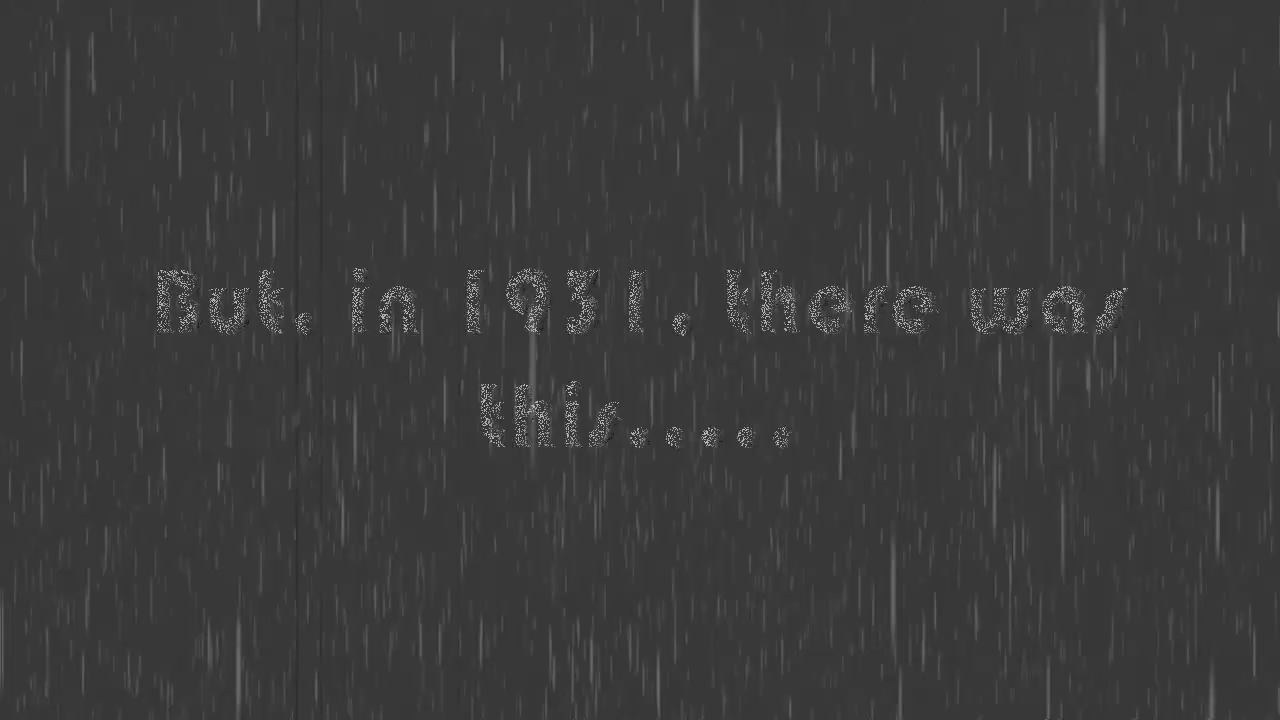 But, in 1931, there was
this.....